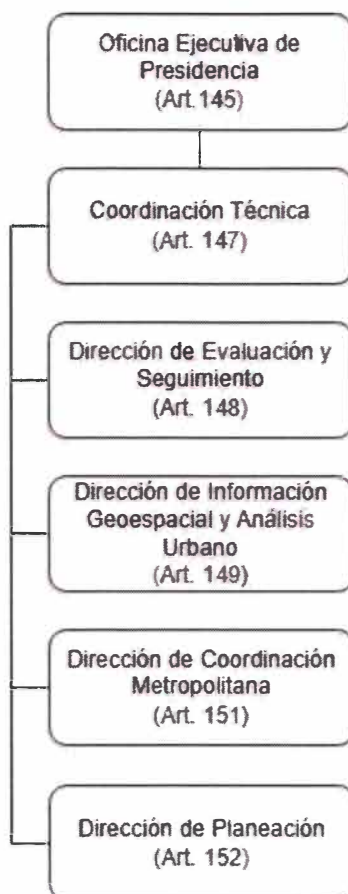 Oficina Ejecutiva de
Presidencia
(Art.145)
Coordinación Técnica
(Art. 147)
Dirección de Evaluación y
Seguimiento
(Art. 148)
Dirección de Información
Geoespacial y Análisis
Urbano
(Art. 149)
Dirección de Coordinación
Metropolitana
(Art. 151)
Dirección de Planeación
(Art. 152)